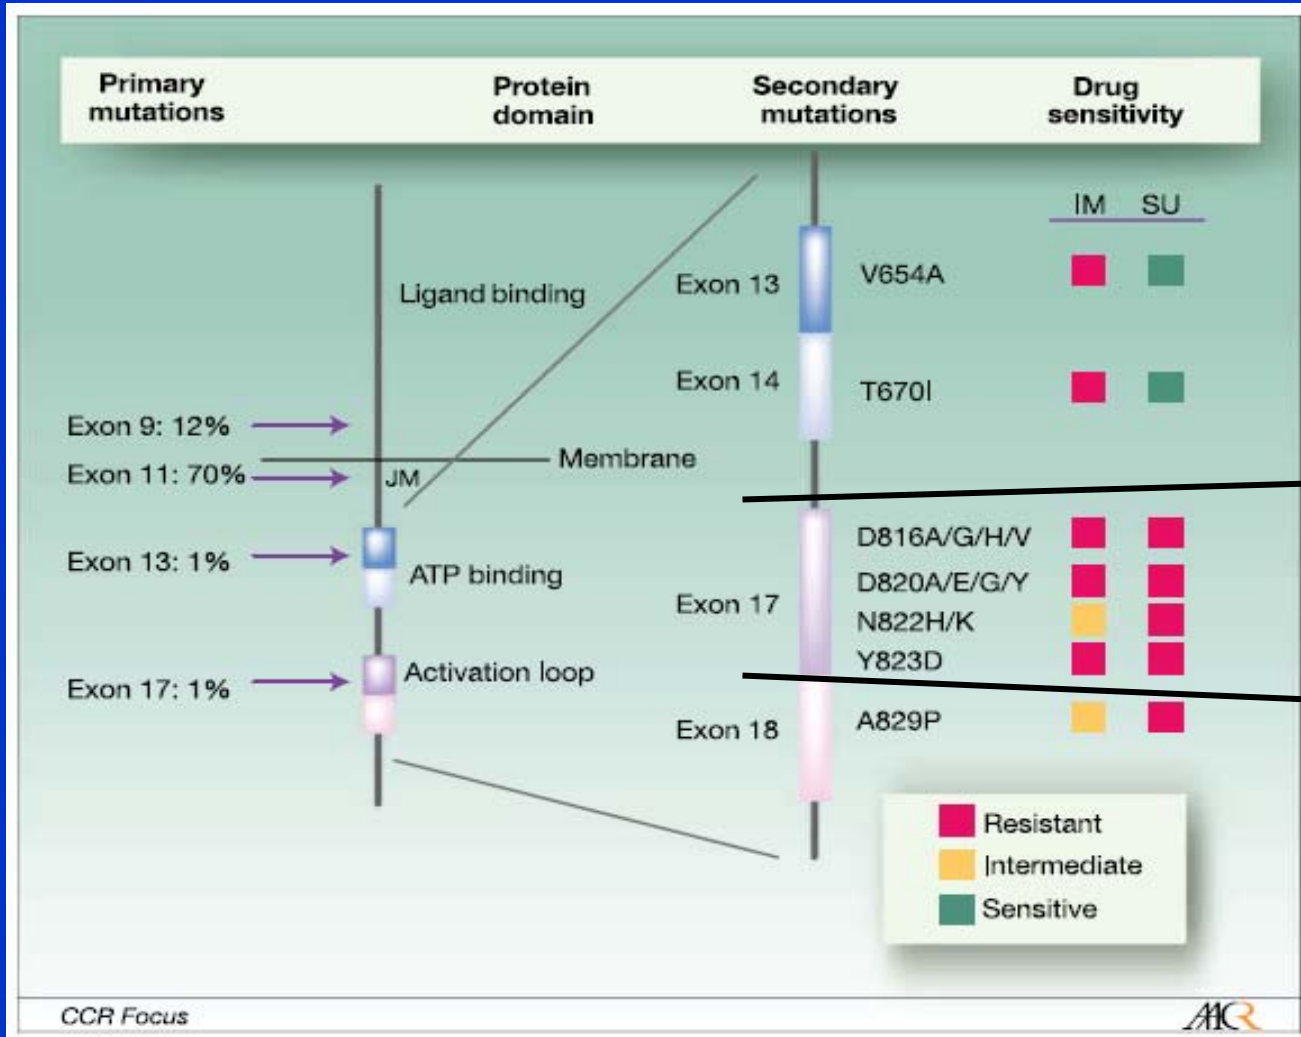 Primary
mutations
Protein
domain
Secondary
mutations
Drug
sensitivity
IM SU
Ligand binding
Exon 9: 12%
Exon 11: 70%
JM
Membrane
Exon 13: 1%
ATP binding
Exon 17: 1%
Activation loop
Exon 13
V654A
Exon 14
T670I
Exon 17
D816A/G/H/V
D820A/E/G/Y
N822H/K
Y823D
Exon 18
A829P
Resistant
Intermediate
Sensitive
CCR Focus
AACR